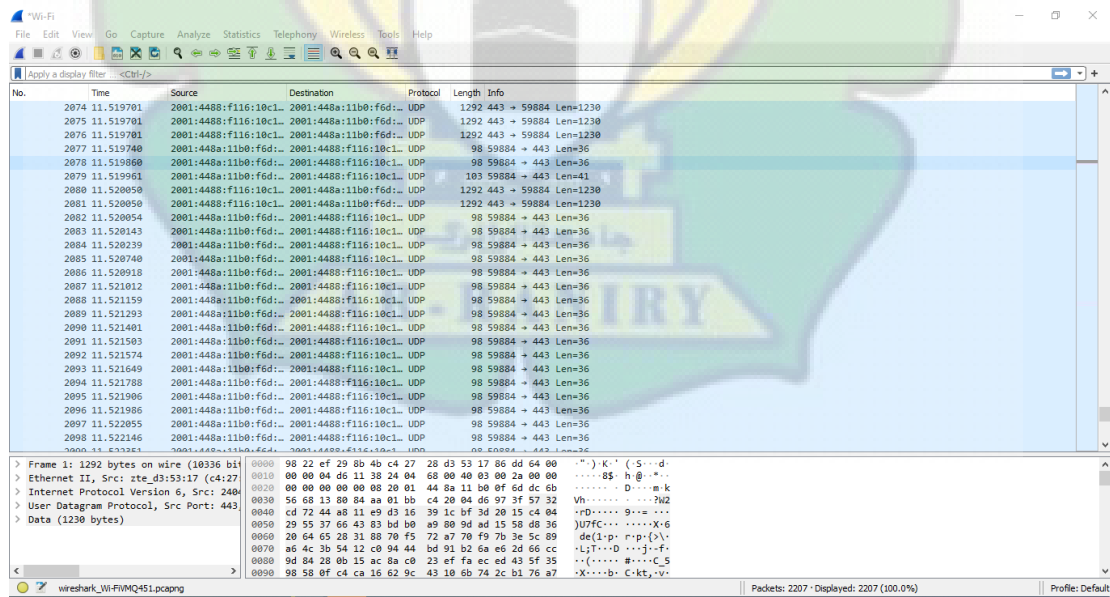 *Wi-Fi
File Edit View Go Capture Analyze Statistics Telephony Wireless Tools Help
Apply a display filter ... <Ctrl-/>
No. Time Source Destination Protocol Length Info
2074 11.519701 2001:4488:f116:10c1… 2001:448a:11b0:f6d:… UDP 1292 443 → 59884 Len=1230
2075 11.519701 2001:4488:f116:10c1… 2001:448a:11b0:f6d:… UDP 1292 443 → 59884 Len=1230
2076 11.519701 2001:4488:f116:10c1… 2001:448a:11b0:f6d:… UDP 1292 443 → 59884 Len=1230
2077 11.519740 2001:448a:11b0:f6d:… 2001:4488:f116:10c1… UDP 98 59884 → 443 Len=36
2078 11.519860 2001:448a:11b0:f6d:… 2001:4488:f116:10c1… UDP 98 59884 → 443 Len=36
2079 11.519961 2001:448a:11b0:f6d:… 2001:4488:f116:10c1… UDP 103 59884 → 443 Len=41
2080 11.520050 2001:4488:f116:10c1… 2001:448a:11b0:f6d:… UDP 1292 443 → 59884 Len=1230
2081 11.520050 2001:4488:f116:10c1… 2001:448a:11b0:f6d:… UDP 1292 443 → 59884 Len=1230
2082 11.520054 2001:448a:11b0:f6d:… 2001:4488:f116:10c1… UDP 98 59884 → 443 Len=36
2083 11.520143 2001:448a:11b0:f6d:… 2001:4488:f116:10c1… UDP 98 59884 → 443 Len=36
2084 11.520239 2001:448a:11b0:f6d:… 2001:4488:f116:10c1… UDP 98 59884 → 443 Len=36
2085 11.520740 2001:448a:11b0:f6d:… 2001:4488:f116:10c1… UDP 98 59884 → 443 Len=36
2086 11.520918 2001:448a:11b0:f6d:… 2001:4488:f116:10c1… UDP 98 59884 → 443 Len=36
2087 11.521012 2001:448a:11b0:f6d:… 2001:4488:f116:10c1… UDP 98 59884 → 443 Len=36
2088 11.521159 2001:448a:11b0:f6d:… 2001:4488:f116:10c1… UDP 98 59884 → 443 Len=36
2089 11.521293 2001:448a:11b0:f6d:… 2001:4488:f116:10c1… UDP 98 59884 → 443 Len=36
2090 11.521401 2001:448a:11b0:f6d:… 2001:4488:f116:10c1… UDP 98 59884 → 443 Len=36
2091 11.521503 2001:448a:11b0:f6d:… 2001:4488:f116:10c1… UDP 98 59884 → 443 Len=36
2092 11.521574 2001:448a:11b0:f6d:… 2001:4488:f116:10c1… UDP 98 59884 → 443 Len=36
2093 11.521649 2001:448a:11b0:f6d:… 2001:4488:f116:10c1… UDP 98 59884 → 443 Len=36
2094 11.521788 2001:448a:11b0:f6d:… 2001:4488:f116:10c1… UDP 98 59884 → 443 Len=36
2095 11.521906 2001:448a:11b0:f6d:… 2001:4488:f116:10c1… UDP 98 59884 → 443 Len=36
2096 11.521986 2001:448a:11b0:f6d:… 2001:4488:f116:10c1… UDP 98 59884 → 443 Len=36
2097 11.522055 2001:448a:11b0:f6d:… 2001:4488:f116:10c1… UDP 98 59884 → 443 Len=36
2098 11.522146 2001:448a:11b0:f6d:… 2001:4488:f116:10c1… UDP 98 59884 → 443 Len=36
> Frame 1: 1292 bytes on wire (10336 bit
> Ethernet II, Src: zte_d3:53:17 (c4:27
> Internet Protocol Version 6, Src: 240
> User Datagram Protocol, Src Port: 443,
> Data (1230 bytes)
0000 98 22 ef 29 8b 4b c4 27 28 d3 53 17 86 dd 64 00 ·"·)·K·' (·S···d·
0010 00 00 04 d6 11 38 24 04 68 00 40 03 00 2a 00 00 ·····8$· h·@··*··
0020 00 00 00 00 00 08 20 01 44 8a 11 b0 0f 6d dc 6b ······ · D····m·k
0030 56 68 13 80 84 aa 01 bb c4 20 04 d6 97 3f 57 32 Vh······ · ···?W2
0040 cd 72 44 a8 11 e9 d3 16 39 1c bf 3d 20 15 c4 04 ·rD····· 9··= ···
0050 29 55 37 66 43 83 bd b0 a9 80 9d ad 15 58 d8 36 )U7fC··· ·····X·6
0060 20 64 65 28 31 88 70 f5 72 a7 70 f9 7b 3e 5c 89 de(1·p· r·p·{>\·
0070 a6 4c 3b 54 12 c0 94 44 bd 91 b2 6a e6 2d 66 cc ·L;T···D ···j·-f·
0080 9d 84 28 0b 15 ac 8a c0 23 ef fa ec ed 43 5f 35 ··(····· #····C_5
0090 98 58 0f c4 ca 16 62 9c 43 10 6b 74 2c b1 76 a7 ·X····b· C·kt,·v·
wireshark_Wi-FiVMQ451.pcapng Packets: 2207 · Displayed: 2207 (100.0%) Profile: Default